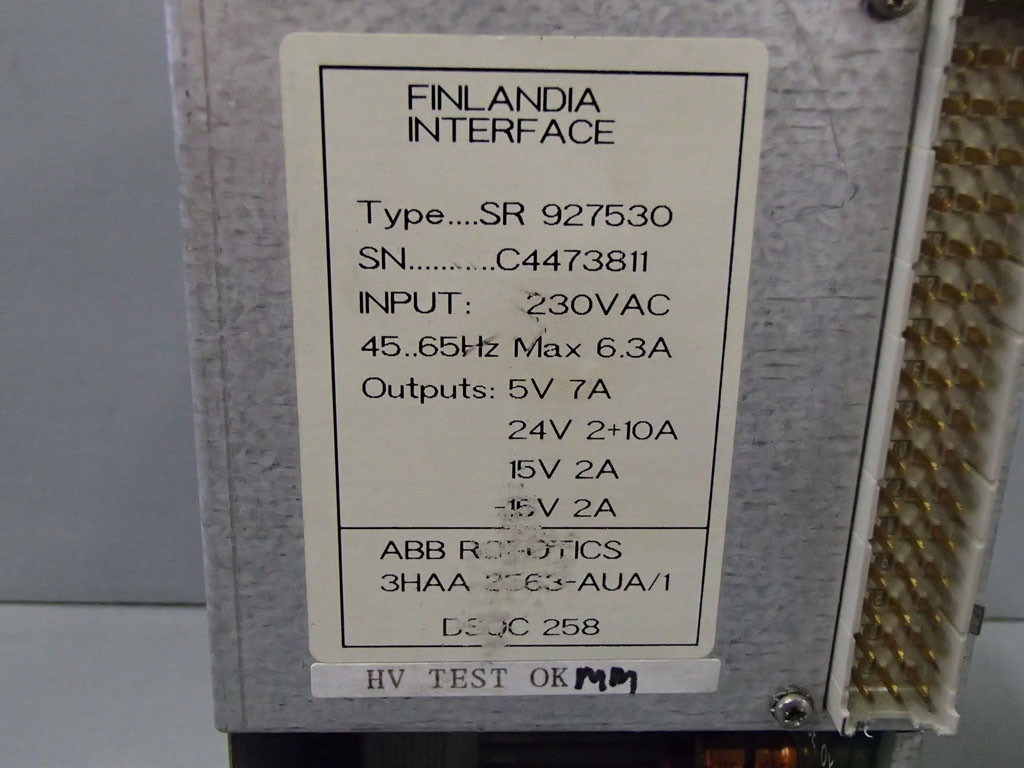 FINLANDIA
INTERFACE
Type....SR 927530
SN..........C4473811
INPUT: 230VAC
45..65Hz Max 6.3A
Outputs: 5V 7A
24V 2+10A
15V 2A
-15V 2A
ABB ROBOTICS
3HAA
DSQC 258
HV TEST OK MM